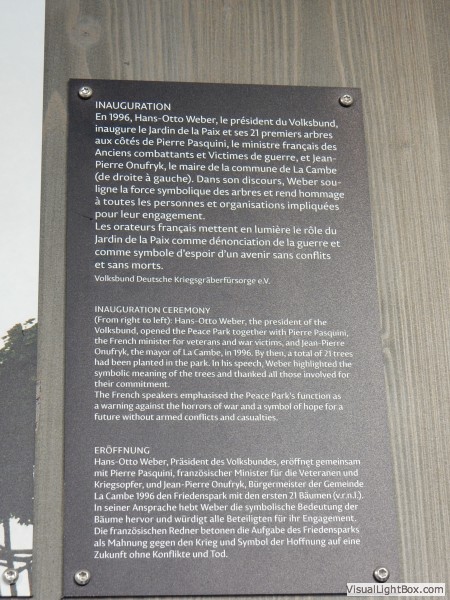 INAUGURATION
En 1996, Hans-Otto Weber, le président du Volksbund,
inaugure le Jardin de la Paix et ses 21 premiers arbres
aux côtés de Pierre Pasquini, le ministre français des
Anciens combattants et Victimes de guerre, et Jean-
Pierre Onufryk, le maire de la commune de La Cambe
(de droite à gauche). Dans son discours, Weber sou-
ligne la force symbolique des arbres et rend hommage
à toutes les personnes et organisations impliquées
pour leur engagement.
Les orateurs français mettent en lumière le rôle du
Jardin de la Paix comme dénonciation de la guerre et
comme symbole d'espoir d'un avenir sans conflits
et sans morts.
Volksbund Deutsche Kriegsgräberfürsorge e.V.
INAUGURATION CEREMONY
(From right to left): Hans-Otto Weber, the president of the
Volksbund, opened the Peace Park together with Pierre Pasquini,
the French minister for veterans and war victims, and Jean-Pierre
Onufryk, the mayor of La Cambe, in 1996. By then, a total of 21 trees
had been planted in the park. In his speech, Weber highlighted the
symbolic meaning of the trees and thanked all those involved for
their commitment.
The French speakers emphasised the Peace Park's function as
a warning against the horrors of war and a symbol of hope for a
future without armed conflicts and casualties.
ERÖFFNUNG
Hans-Otto Weber, Präsident des Volksbundes, eröffnet gemeinsam
mit Pierre Pasquini, französischer Minister für die Veteranen und
Kriegsopfer, und Jean-Pierre Onufryk, Bürgermeister der Gemeinde
La Cambe 1996 den Friedenspark mit den ersten 21 Bäumen (v.r.n.l.).
In seiner Ansprache hebt Weber die symbolische Bedeutung der
Bäume hervor und würdigt alle Beteiligten für ihr Engagement.
Die französischen Redner betonen die Aufgabe des Friedensparks
als Mahnung gegen den Krieg und Symbol der Hoffnung auf eine
Zukunft ohne Konflikte und Tod.
VisualLightBox.com